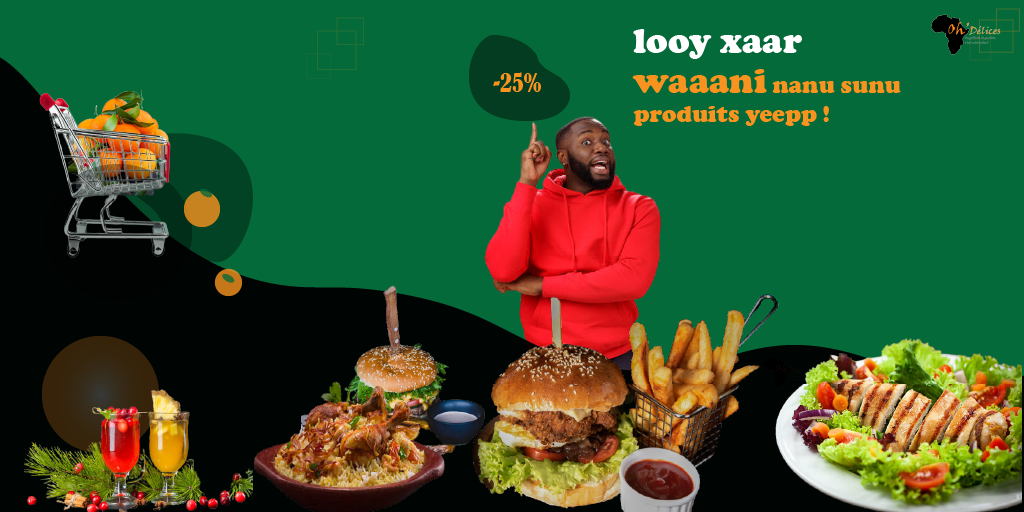 looy xaar
waaani nanu sunu
produits yeepp !
-25%
Oh' Délices